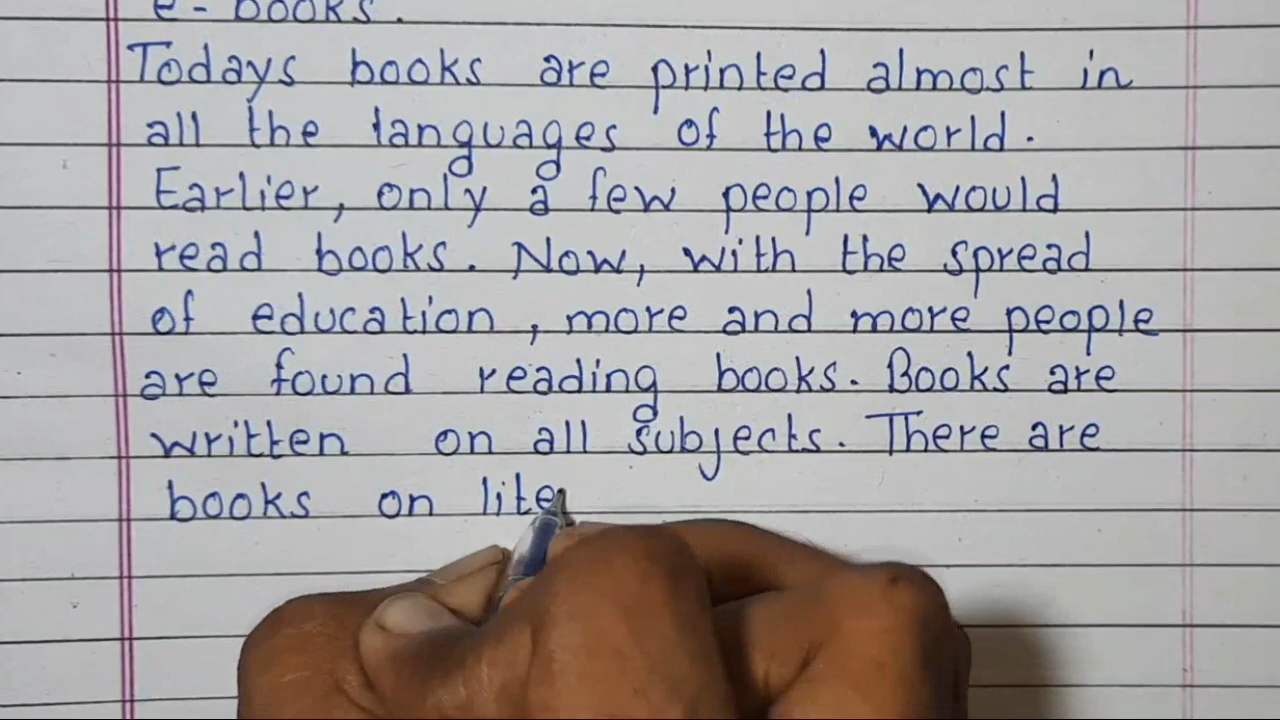 e - books.
Todays books are printed almost in
all the languages of the world.
Earlier, only a few people would
read books. Now, with the spread
of education, more and more people
are found reading books. Books are
written on all subjects. There are
books on lite